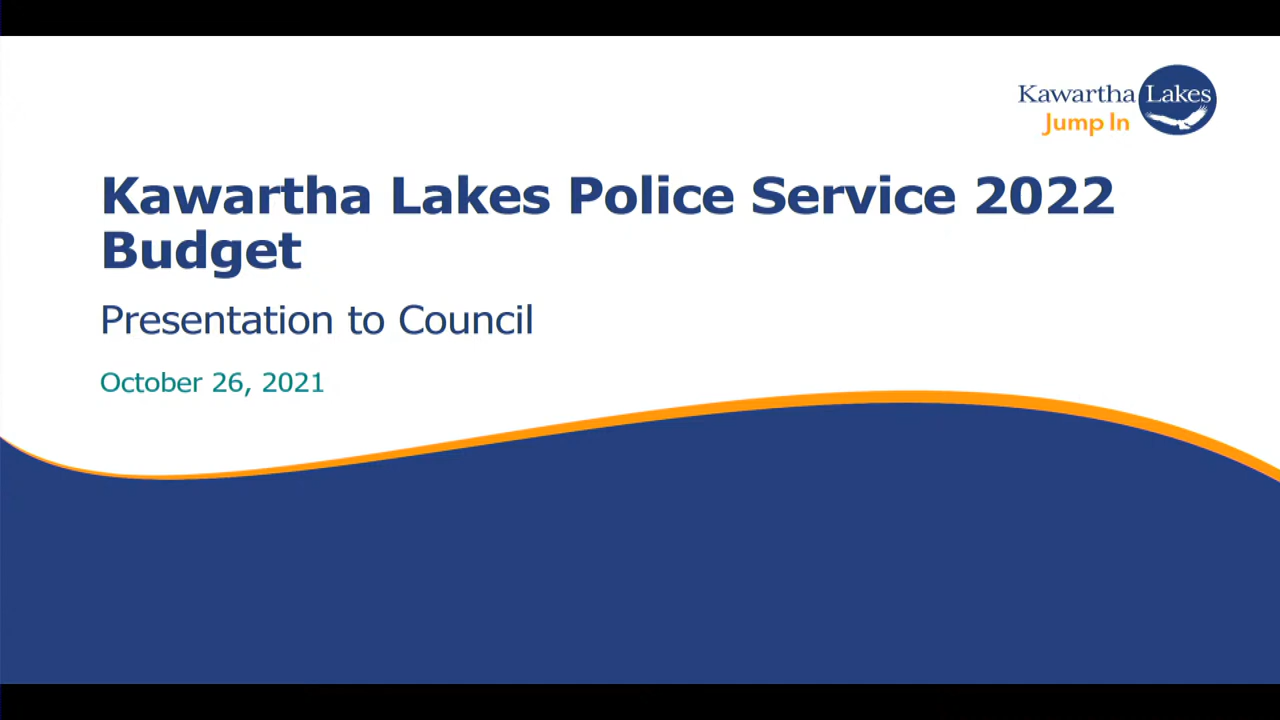 Kawartha Lakes
Jump In
Kawartha Lakes Police Service 2022
Budget
Presentation to Council
October 26, 2021